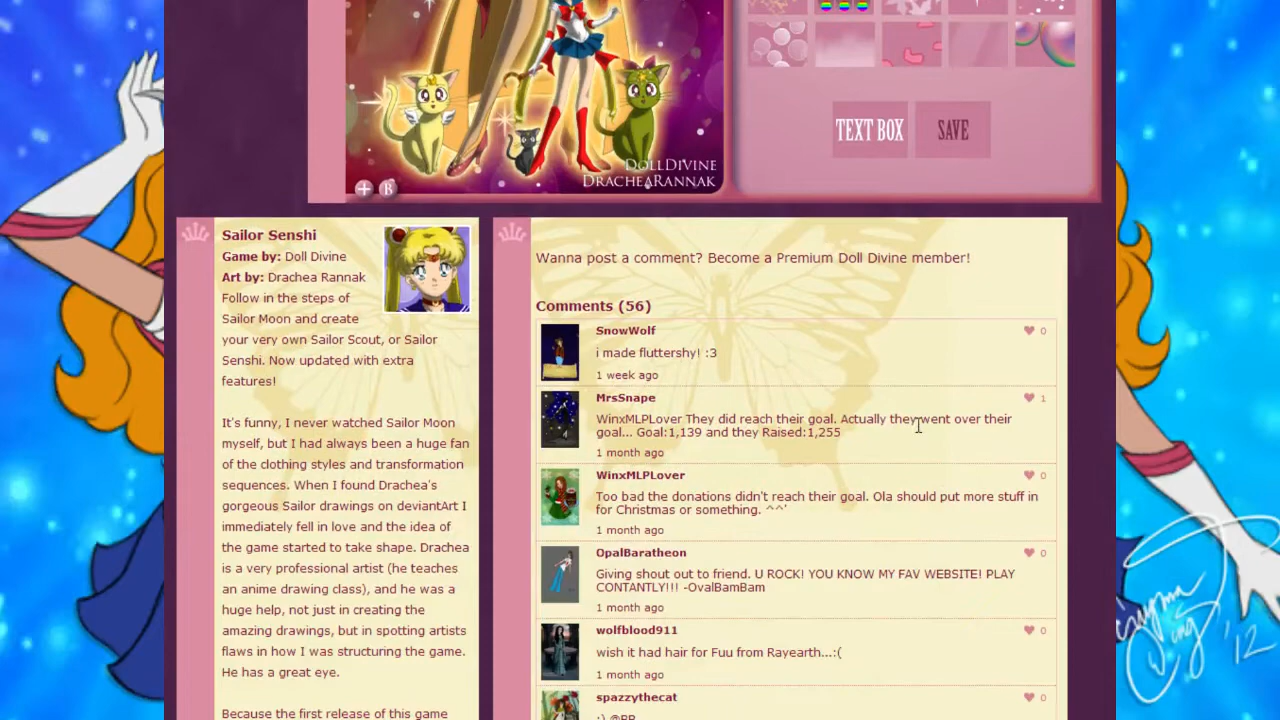 TEXT BOX
SAVE
DOLLDIVINE
DRACHEARANNAK
B
Sailor Senshi
Game by: Doll Divine
Art by: Drachea Rannak
Follow in the steps of
Sailor Moon and create
your very own Sailor Scout, or Sailor
Senshi. Now updated with extra
features!
It's funny, I never watched Sailor Moon
myself, but I had always been a huge fan
of the clothing styles and transformation
sequences. When I found Drachea's
gorgeous Sailor drawings on deviantArt I
immediately fell in love and the idea of
the game started to take shape. Drachea
is a very professional artist (he teaches
an anime drawing class), and he was a
huge help, not just in creating the
amazing drawings, but in spotting artists
flaws in how I was structuring the game.
He has a great eye.
Because the first release of this game
Wanna post a comment? Become a Premium Doll Divine member!
Comments (56)
SnowWolf
0
i made fluttershy! :3
1 week ago
MrsSnape
1
WinxMLPLover They did reach their goal. Actually they went over their
goal... Goal:1,139 and they Raised:1,255
1 month ago
WinxMLPLover
0
Too bad the donations didn't reach their goal. Ola should put more stuff in
for Christmas or something. ^^'
1 month ago
OpalBaratheon
0
Giving shout out to friend. U ROCK! YOU KNOW MY FAV WEBSITE! PLAY
CONTANTLY!!! -OvalBamBam
1 month ago
wolfblood911
0
wish it had hair for Fuu from Rayearth...:(
1 month ago
spazzythecat
0
'12